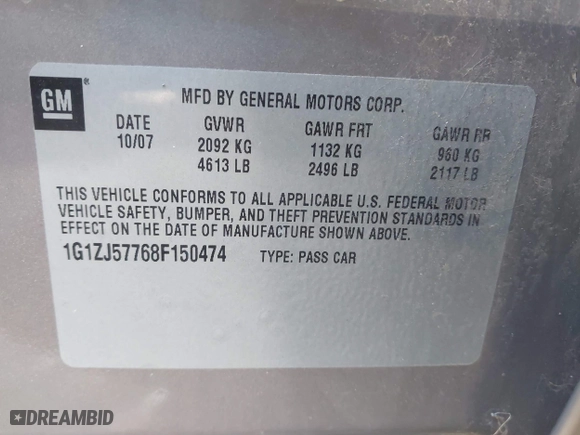 GM ®
MFD BY GENERAL MOTORS CORP.
DATE GVWR GAWR FRT GAWR RR
10/07 2092 KG 1132 KG 960 KG
4613 LB 2496 LB 2117 LB
THIS VEHICLE CONFORMS TO ALL APPLICABLE U.S. FEDERAL MOTOR
VEHICLE SAFETY, BUMPER, AND THEFT PREVENTION STANDARDS IN
EFFECT ON THE DATE OF MANUFACTURE SHOWN ABOVE.
1G1ZJ57768F150474 TYPE: PASS CAR
DREAMBID